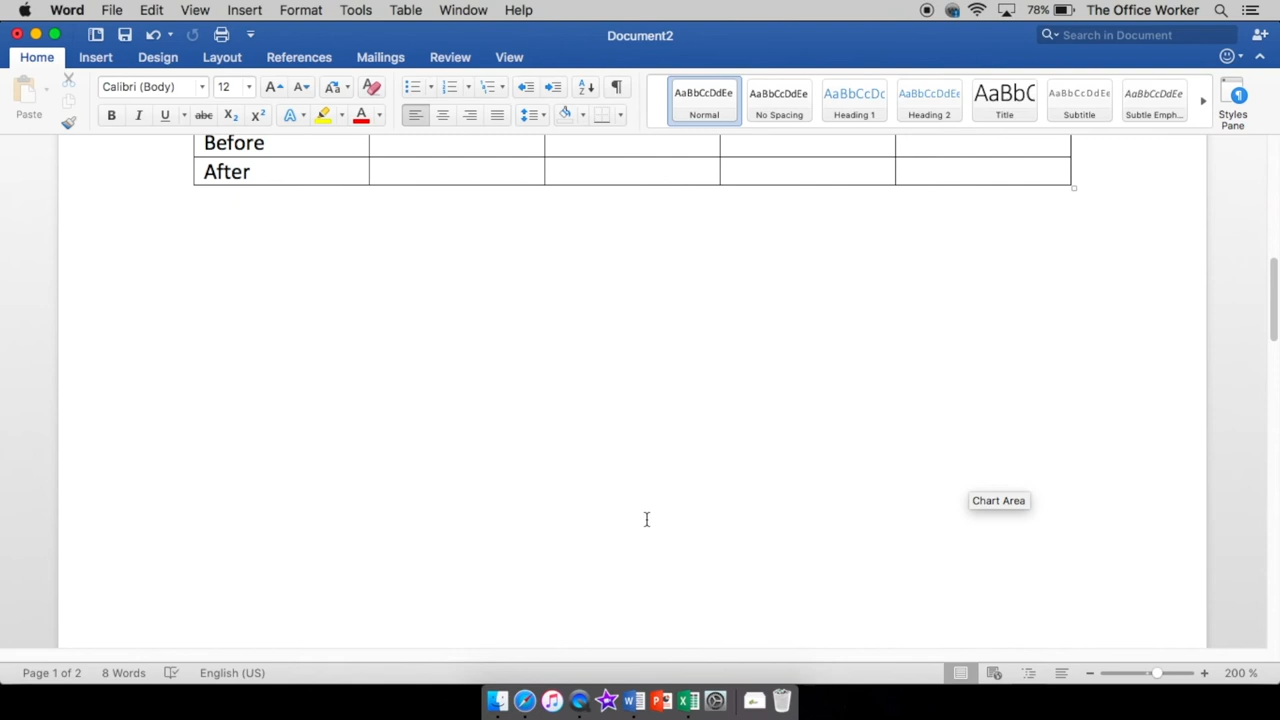 Word File Edit View Insert Format Tools Table Window Help 78% The Office Worker
Document2 Search in Document
Home Insert Design Layout References Mailings Review View
Paste Calibri (Body) 12 AaBbCcDdEe AaBbCcDdEe AaBbCcDc AaBbCcDdEe AaBbC AaBbCcDdEe AaBbCcDdEe
B I U abc X₂ X² A A Normal No Spacing Heading 1 Heading 2 Title Subtitle Subtle Emph... Styles Pane
Before
After
Chart Area
Page 1 of 2 8 Words English (US) 200 %